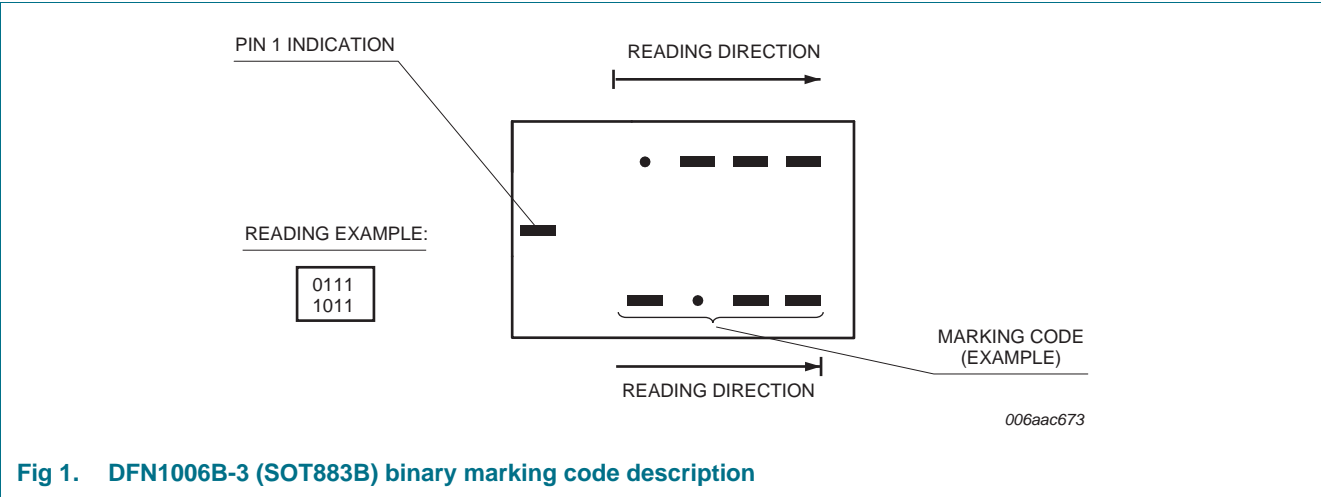 PIN 1 INDICATION
READING DIRECTION
READING EXAMPLE:
0111
1011
MARKING CODE
(EXAMPLE)
READING DIRECTION
006aac673
Fig 1. DFN1006B-3 (SOT883B) binary marking code description